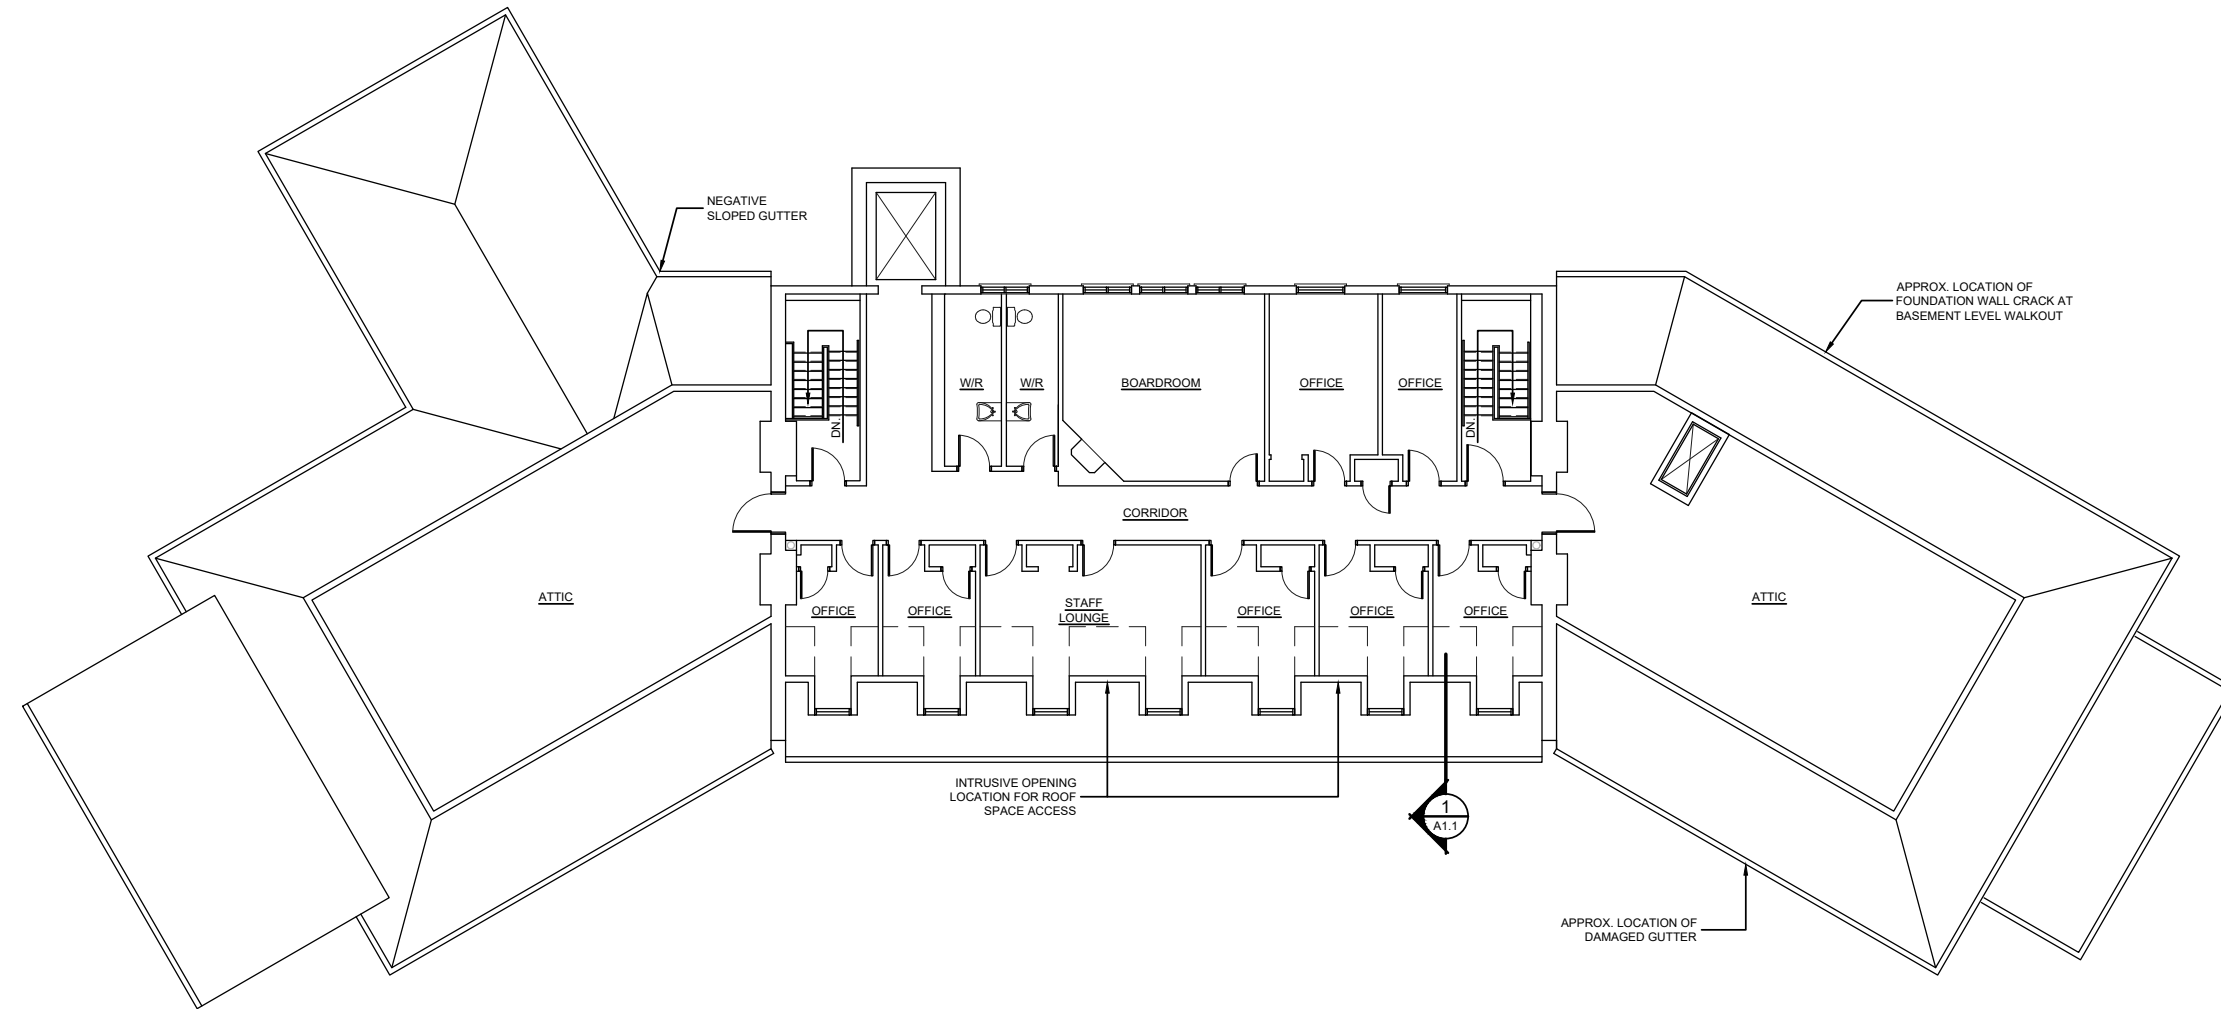 NEGATIVE
SLOPED GUTTER
APPROX. LOCATION OF
FOUNDATION WALL CRACK AT
BASEMENT LEVEL WALKOUT
W/R
W/R
BOARDROOM
OFFICE
OFFICE
DN.
DN.
CORRIDOR
ATTIC
OFFICE
OFFICE
STAFF
LOUNGE
OFFICE
OFFICE
OFFICE
ATTIC
INTRUSIVE OPENING
LOCATION FOR ROOF
SPACE ACCESS
1
A1.1
APPROX. LOCATION OF
DAMAGED GUTTER